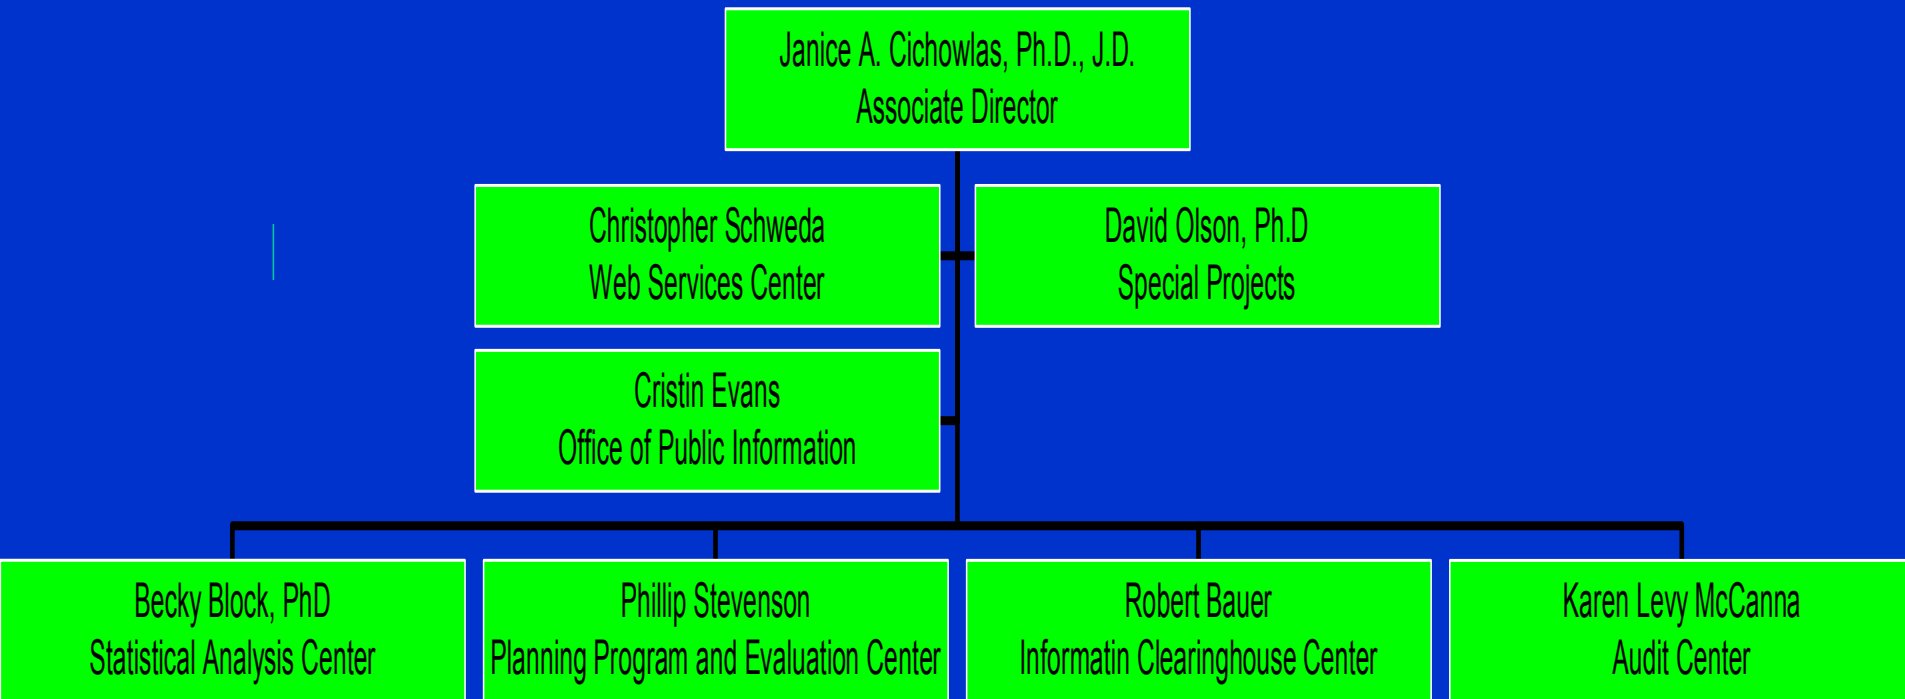 Janice A. Cichowlas, Ph.D., J.D.
Associate Director
Christopher Schweda
Web Services Center
David Olson, Ph.D
Special Projects
Cristin Evans
Office of Public Information
Becky Block, PhD
Statistical Analysis Center
Phillip Stevenson
Planning Program and Evaluation Center
Robert Bauer
Informatin Clearinghouse Center
Karen Levy McCanna
Audit Center